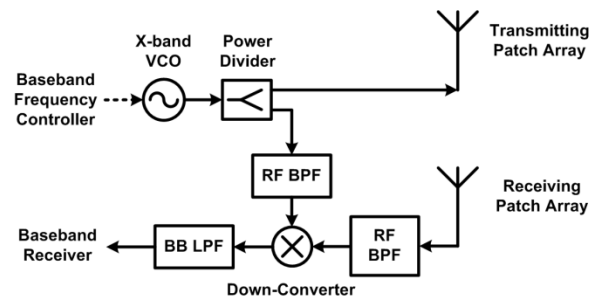 X-band
VCO
Power
Divider
Transmitting
Patch Array
Baseband
Frequency
Controller
RF BPF
Receiving
Patch Array
Baseband
Receiver
BB LPF
RF
BPF
Down-Converter